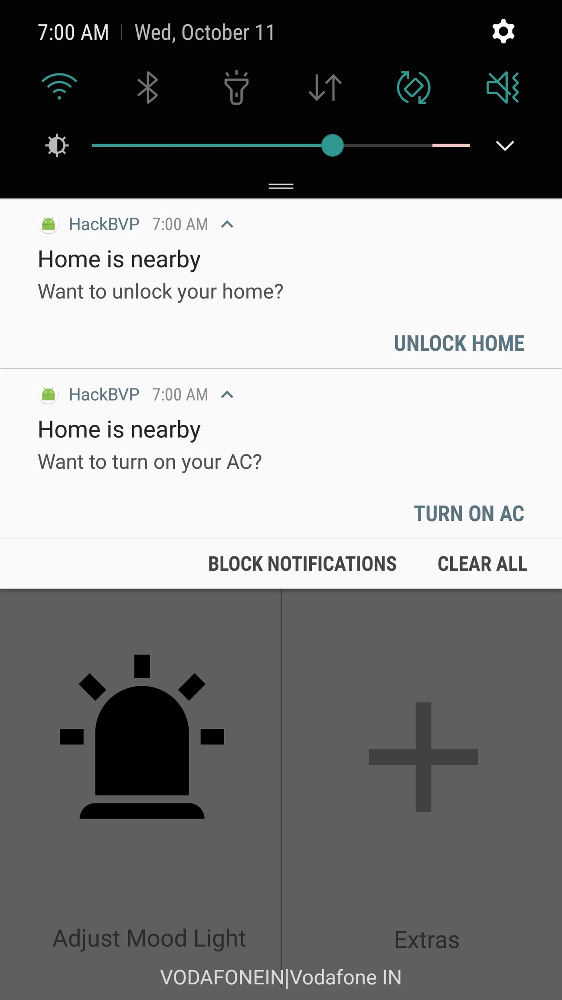 7:00 AM | Wed, October 11
HackBVP 7:00 AM
Home is nearby
Want to unlock your home?
UNLOCK HOME
HackBVP 7:00 AM
Home is nearby
Want to turn on your AC?
TURN ON AC
BLOCK NOTIFICATIONS CLEAR ALL
Adjust Mood Light Extras
VODAFONEIN|Vodafone IN